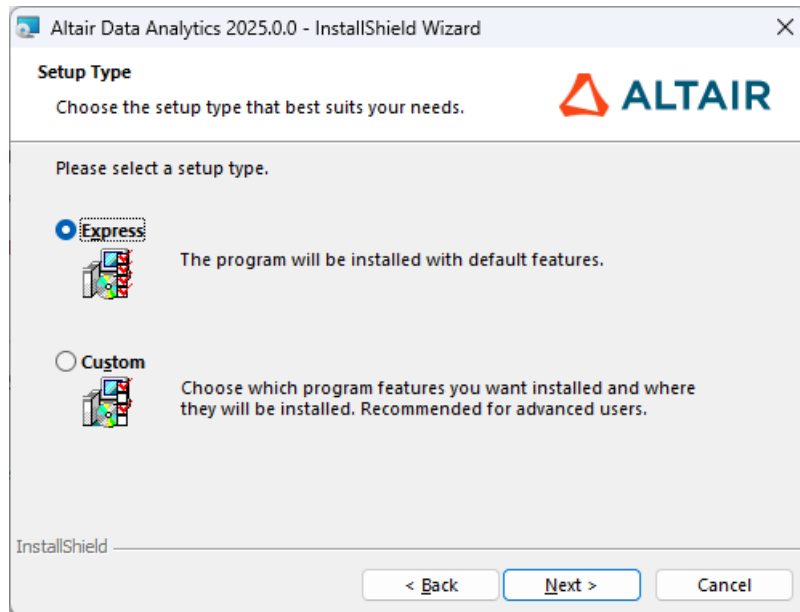 Altair Data Analytics 2025.0.0 - InstallShield Wizard
Setup Type
Choose the setup type that best suits your needs.
ALTAIR
Please select a setup type.
Express
The program will be installed with default features.
Custom
Choose which program features you want installed and where
they will be installed. Recommended for advanced users.
InstallShield
< Back
Next >
Cancel